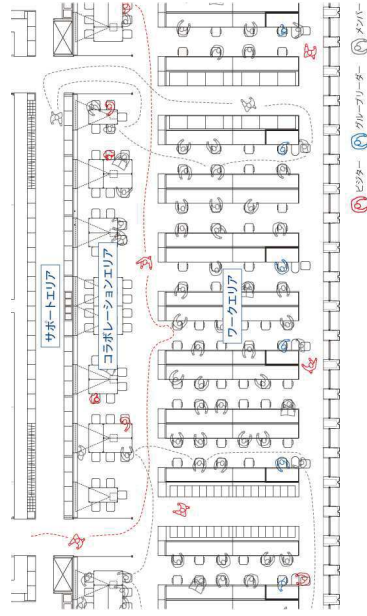 サポートエリア
コラボレーションエリア
ワークエリア
ビジター
グループリーダー
メンバー